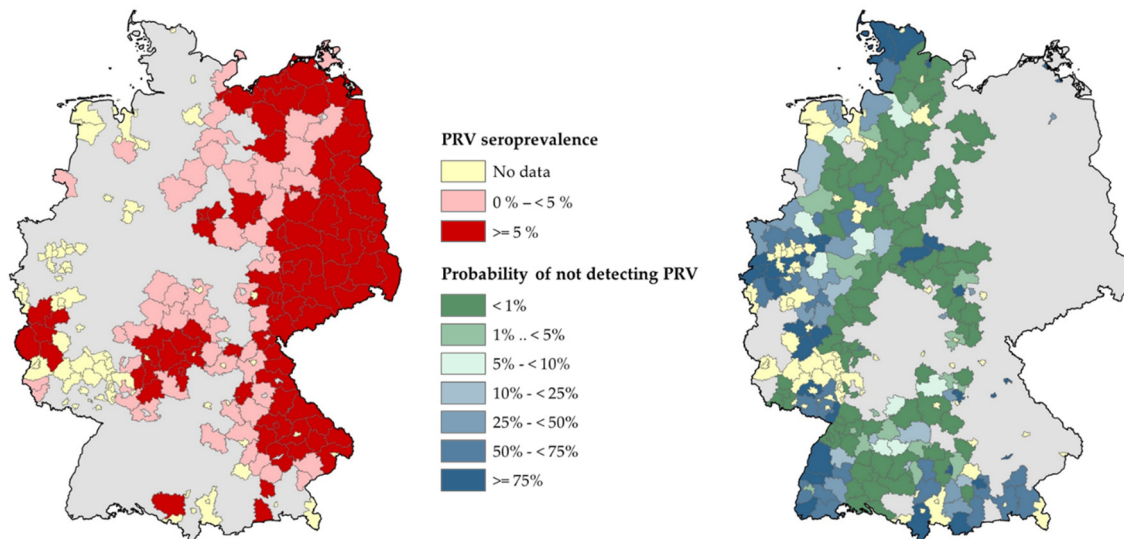 PRV seroprevalence
No data
0 % – < 5 %
>= 5 %
Probability of not detecting PRV
< 1%
1% .. < 5%
5% - < 10%
10% - <25%
25% - <50%
50% - <75%
>= 75%